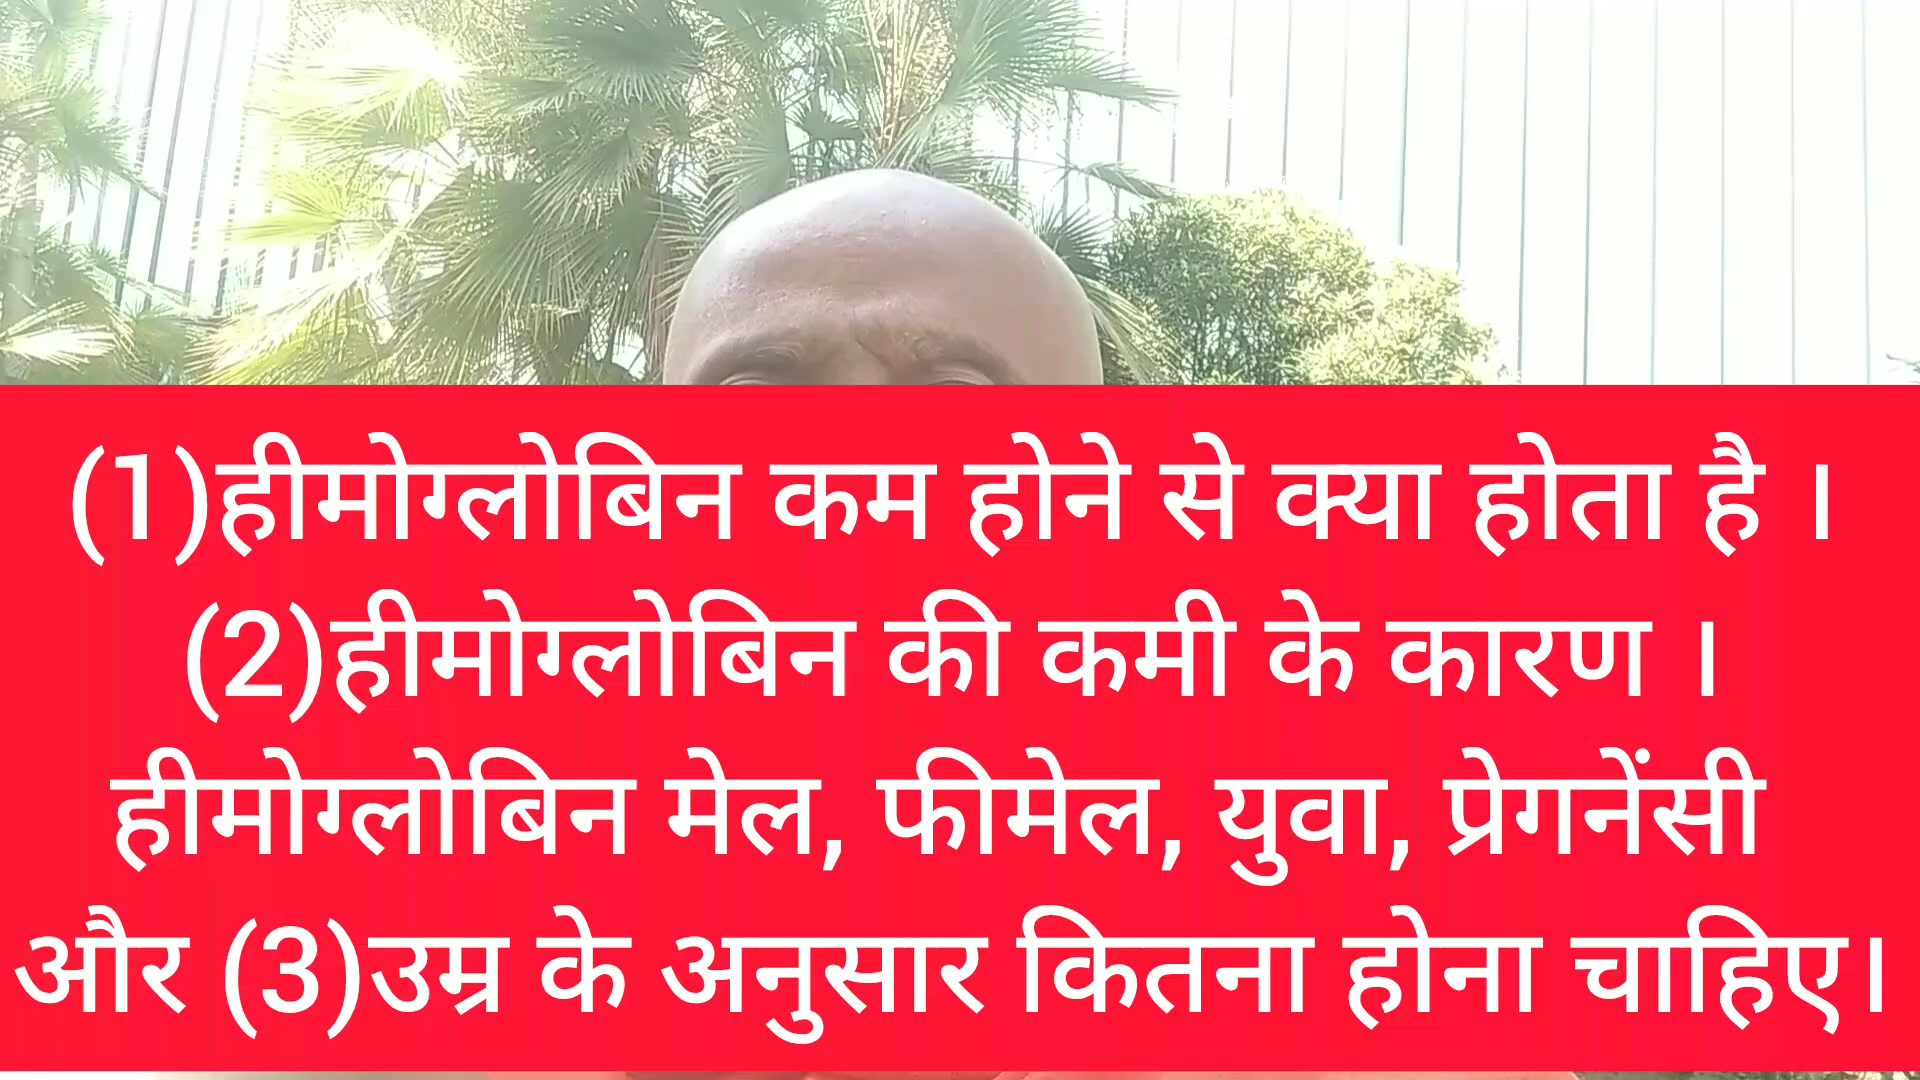 (1)हीमोग्लोबिन कम होने से क्या होता है ।
(2)हीमोग्लोबिन की कमी के कारण ।
हीमोग्लोबिन मेल, फीमेल, युवा, प्रेगनेंसी
और (3)उम्र के अनुसार कितना होना चाहिए।